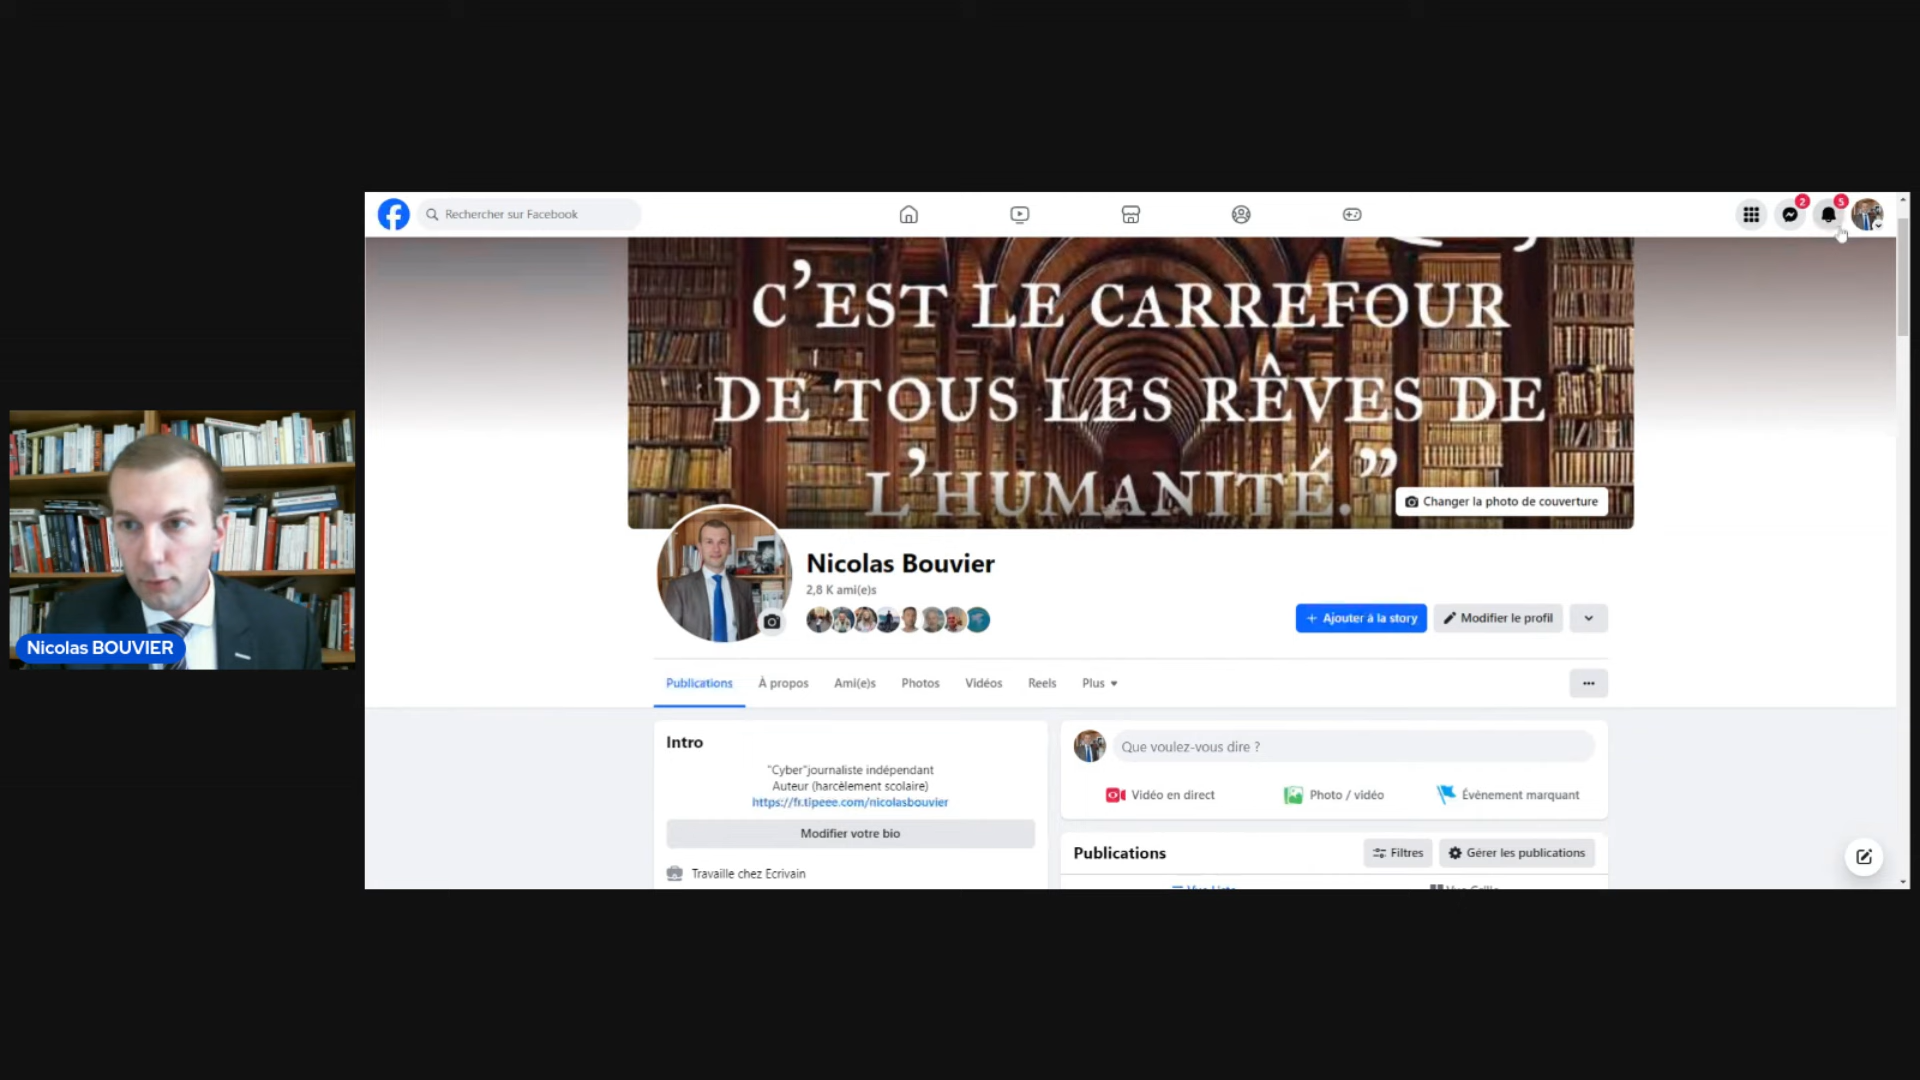 Rechercher sur Facebook
2
5
C’EST LE CARREFOUR
DE TOUS LES RÊVES DE
L’HUMANITÉ.”
Changer la photo de couverture
Nicolas Bouvier
2,8 K ami(e)s
+ Ajouter à la story
Modifier le profil
Publications
À propos
Ami(e)s
Photos
Vidéos
Reels
Plus
Intro
"Cyber"journaliste indépendant
Auteur (harcèlement scolaire)
https://fr.tipeee.com/nicolasbouvier
Modifier votre bio
Travaille chez Ecrivain
Que voulez-vous dire ?
Vidéo en direct
Photo / vidéo
Évènement marquant
Publications
Filtres
Gérer les publications
Nicolas BOUVIER